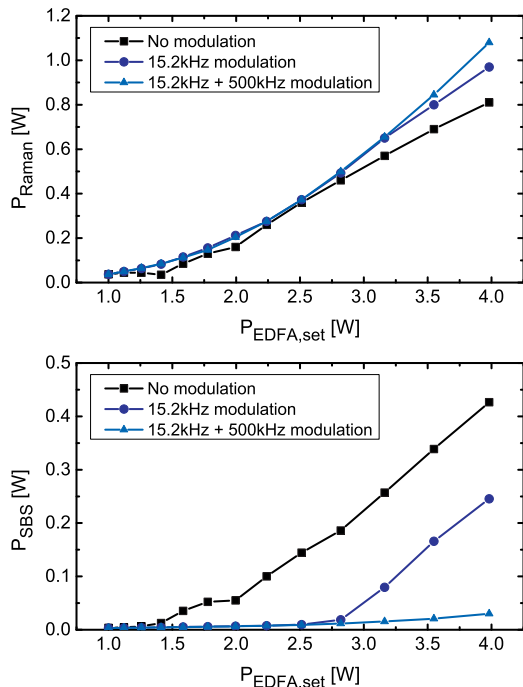 P_Raman [W]
1.2
1.0
0.8
0.6
0.4
0.2
0.0
No modulation
15.2kHz modulation
15.2kHz + 500kHz modulation
1.0 1.5 2.0 2.5 3.0 3.5 4.0
P_EDFA,set [W]
P_SBS [W]
0.5
0.4
0.3
0.2
0.1
0.0
No modulation
15.2kHz modulation
15.2kHz + 500kHz modulation
1.0 1.5 2.0 2.5 3.0 3.5 4.0
P_EDFA,set [W]